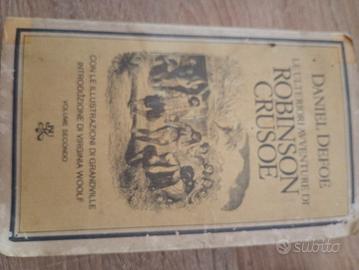 DANIEL DEFOE
LE ULTERIORI AVVENTURE DI
ROBINSON
CRUSOE
CON LE ILLUSTRAZIONI DI GRANDVILLE
INTRODUZIONE DI VIRGINIA WOOLF
VOLUME SECONDO
subito